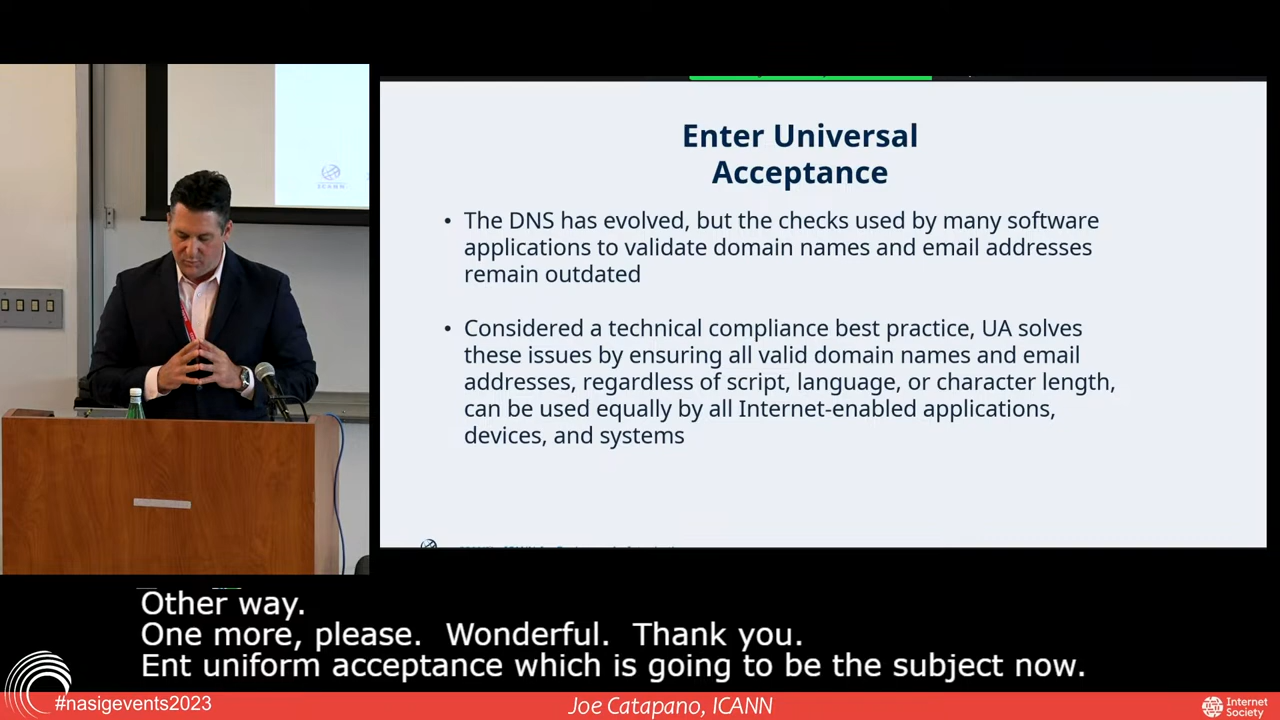 ICANN
Enter Universal
Acceptance
• The DNS has evolved, but the checks used by many software
applications to validate domain names and email addresses
remain outdated
• Considered a technical compliance best practice, UA solves
these issues by ensuring all valid domain names and email
addresses, regardless of script, language, or character length,
can be used equally by all Internet-enabled applications,
devices, and systems
Other way.
One more, please.  Wonderful.  Thank you.
Ent uniform acceptance which is going to be the subject now.
#nasigevents2023
Joe Catapano, ICANN
Internet
Society